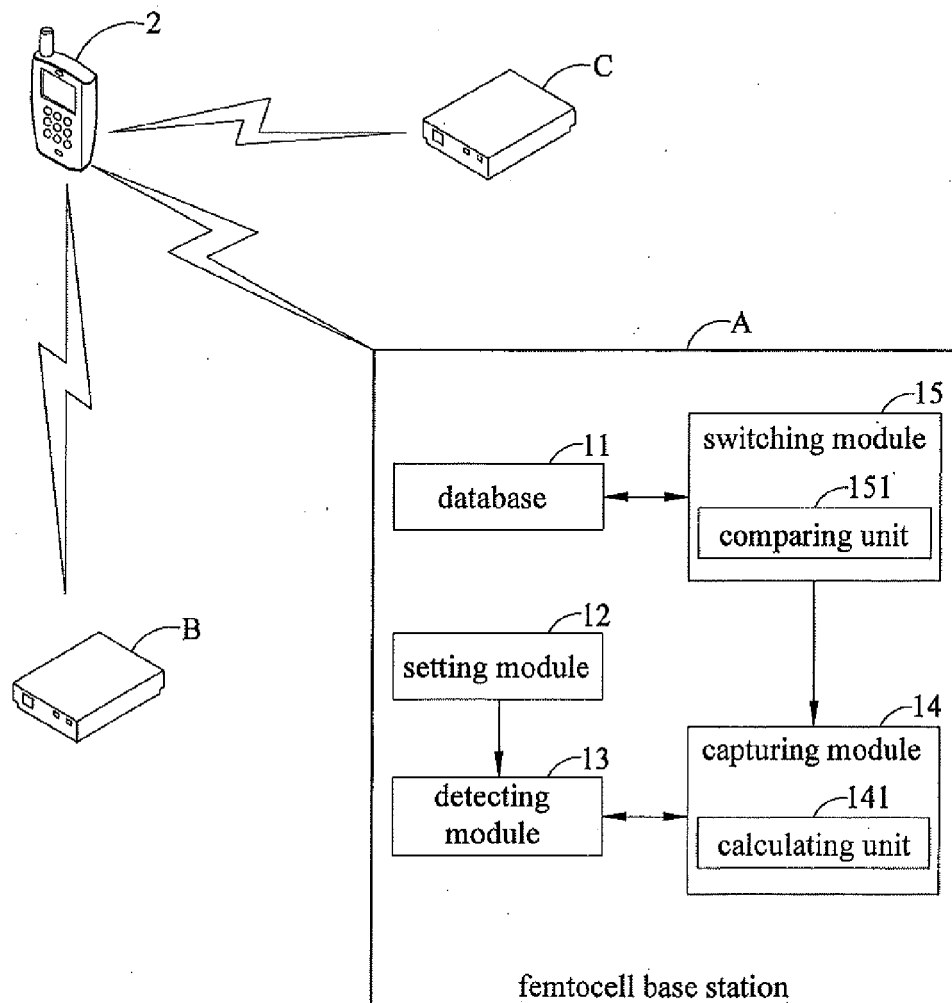 2
C
A
15
switching module
11
database
151
comparing unit
B
12
setting module
14
capturing module
13
detecting
module
141
calculating unit
femtocell base station